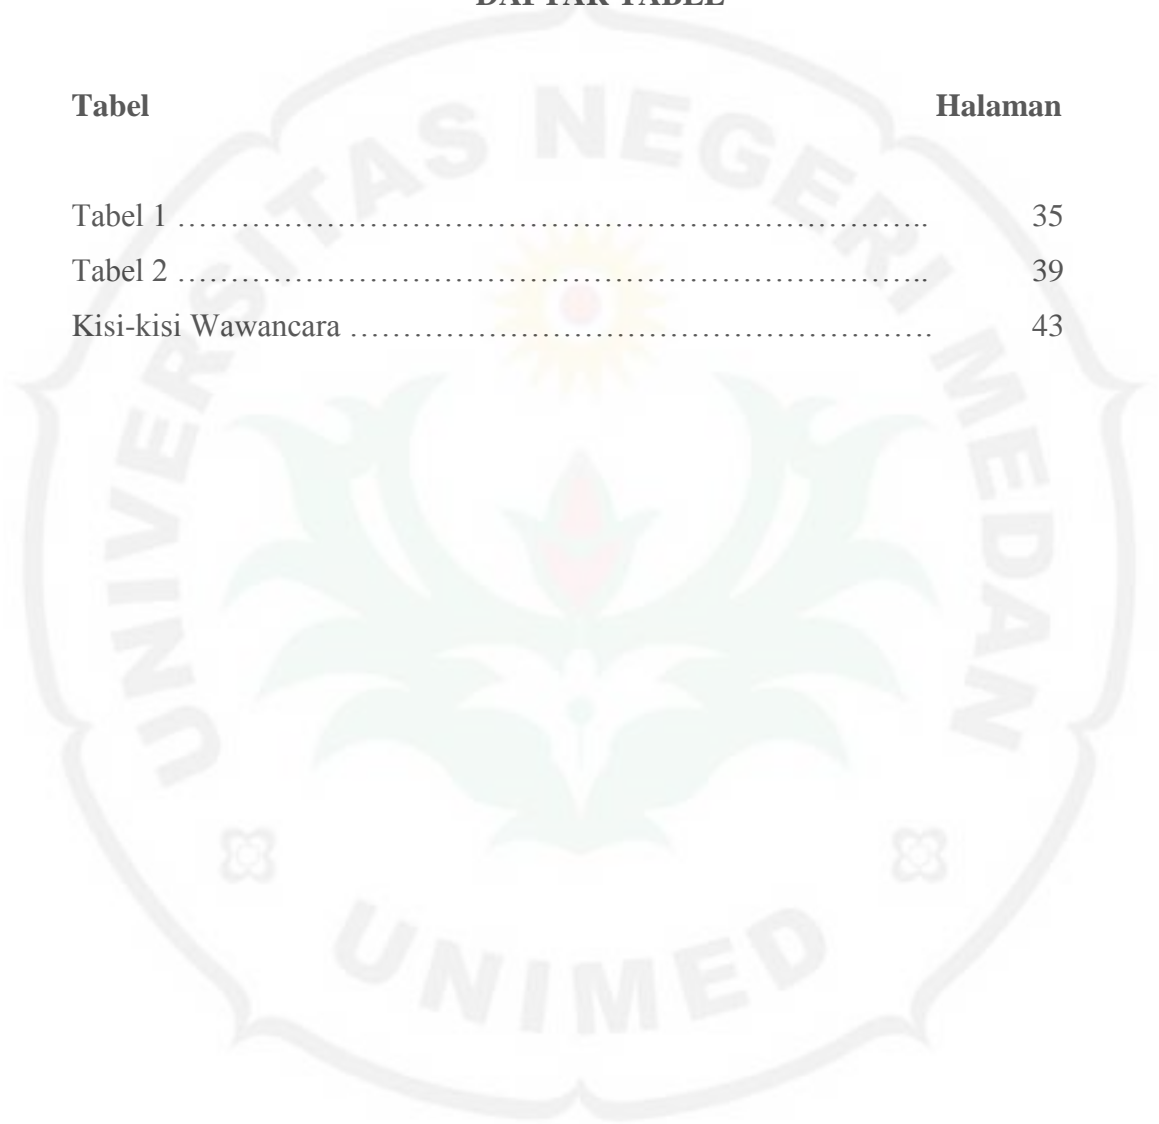 DAFTAR TABEL
Tabel Halaman
Tabel 1 ………………………………………………………….. 35
Tabel 2 ………………………………………………………….. 39
Kisi-kisi Wawancara ………………………………………………. 43
UNIVERSITAS NEGERI MEDAN
UNIMED